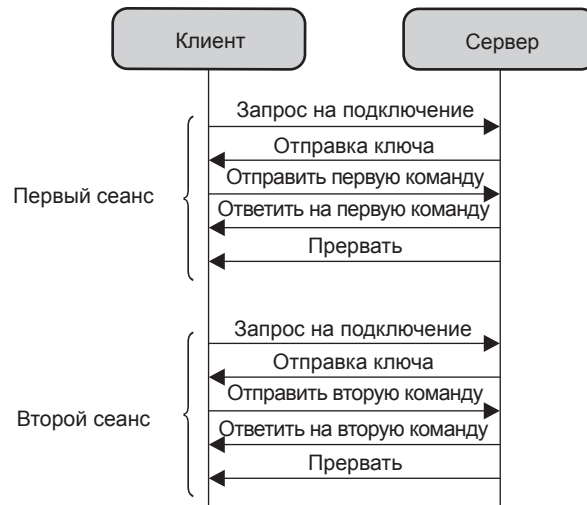 Клиент
Сервер
Запрос на подключение
Отправка ключа
Отправить первую команду
Первый сеанс
Ответить на первую команду
Прервать
Запрос на подключение
Отправка ключа
Отправить вторую команду
Второй сеанс
Ответить на вторую команду
Прервать